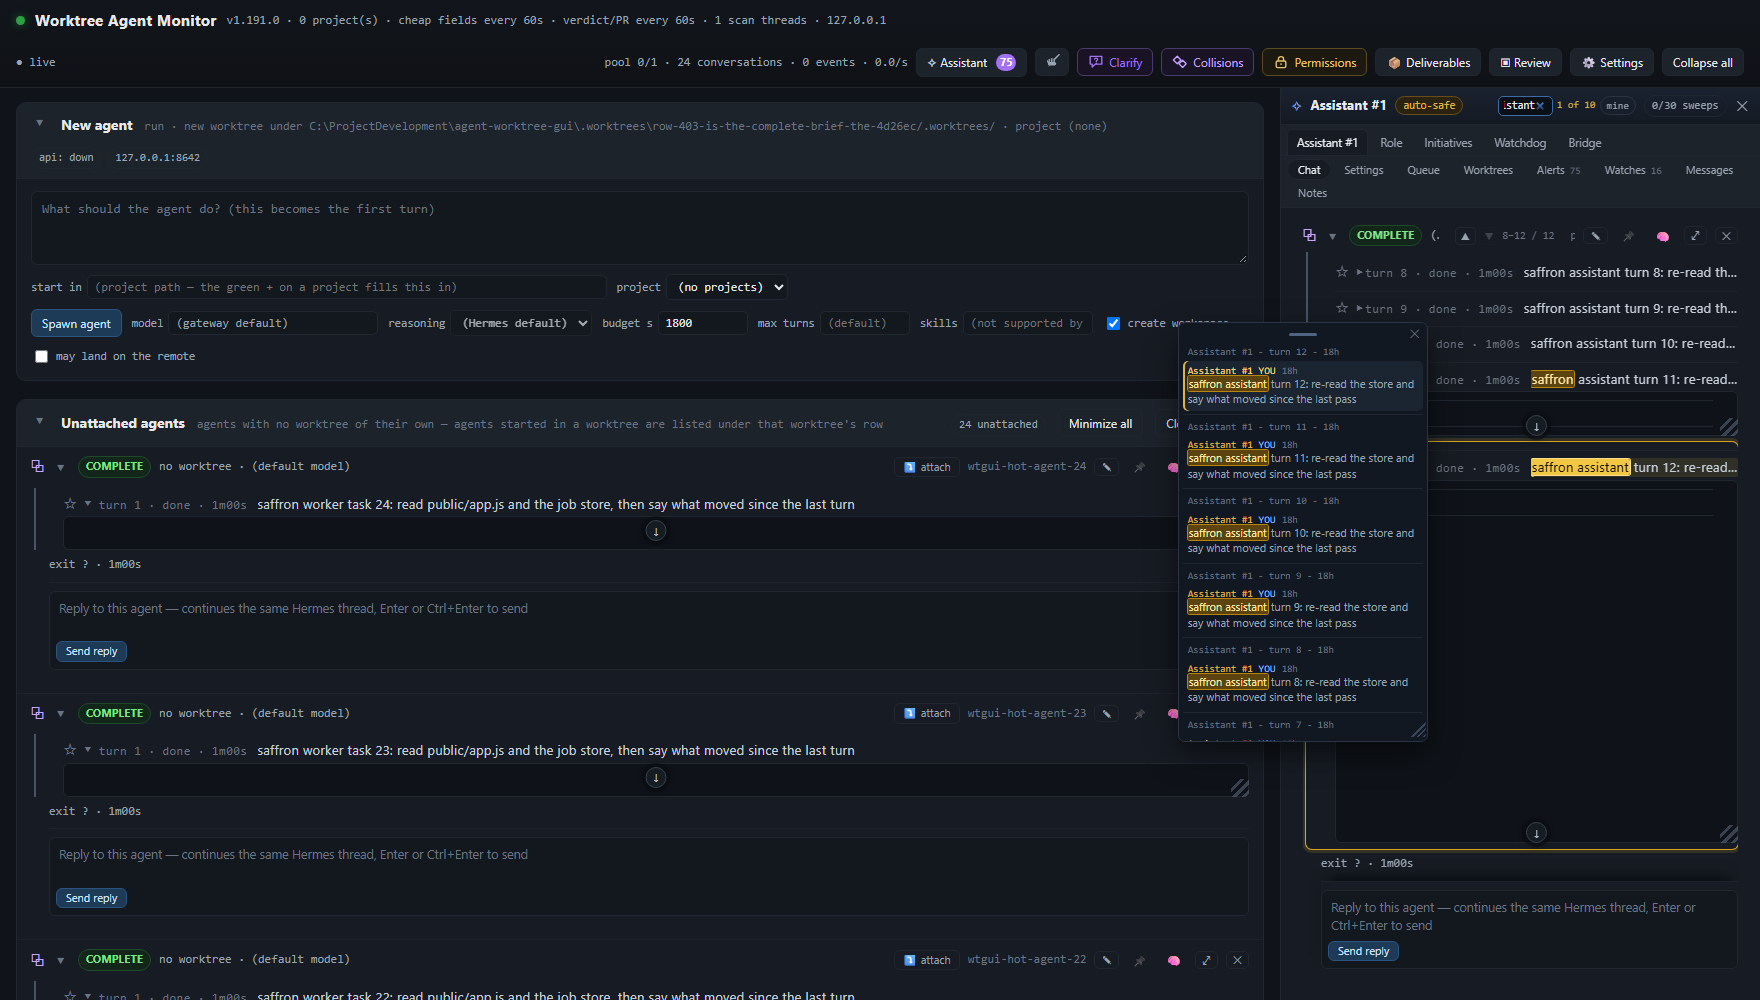 Worktree Agent Monitor v1.191.0 · 0 project(s) · cheap fields every 60s · verdict/PR every 60s · 1 scan threads · 127.0.0.1
live
pool 0/1 · 24 conversations · 0 events · 0.0/s
Assistant 75
Clarify
Collisions
Permissions
Deliverables
Review
Settings
Collapse all
New agent run · new worktree under C:\ProjectDevelopment\agent-worktree-gui\.worktrees\row-403-is-the-complete-brief-the-4d26ec/.worktrees/ · project (none)
api: down 127.0.0.1:8642
What should the agent do? (this becomes the first turn)
start in (project path — the green + on a project fills this in) project (no projects)
Spawn agent model (gateway default) reasoning (Hermes default) budget s 1800 max turns (default) skills (not supported by create
may land on the remote
Unattached agents agents with no worktree of their own — agents started in a worktree are listed under that worktree's row 24 unattached Minimize all
COMPLETE no worktree · (default model) attach wtgui-hot-agent-24
turn 1 · done · 1m00s saffron worker task 24: read public/app.js and the job store, then say what moved since the last turn
exit ? · 1m00s
Reply to this agent — continues the same Hermes thread, Enter or Ctrl+Enter to send
Send reply
COMPLETE no worktree · (default model) attach wtgui-hot-agent-23
turn 1 · done · 1m00s saffron worker task 23: read public/app.js and the job store, then say what moved since the last turn
exit ? · 1m00s
Reply to this agent — continues the same Hermes thread, Enter or Ctrl+Enter to send
Send reply
COMPLETE no worktree · (default model) attach wtgui-hot-agent-22
turn 1 · done · 1m00s saffron worker task 22: read public/app.js and the job store, then say what moved since the last turn
Assistant #1 auto-safe stant 1 of 10 mine 0/30 sweeps
Assistant #1 Role Initiatives Watchdog Bridge
Chat Settings Queue Worktrees Alerts 75 Watches 16 Messages
Notes
COMPLETE (. 8–12 / 12
turn 8 · done · 1m00s saffron assistant turn 8: re-read th...
turn 9 · done · 1m00s saffron assistant turn 9: re-read th...
done · 1m00s saffron assistant turn 10: re-read...
done · 1m00s saffron assistant turn 11: re-read...
done · 1m00s saffron assistant turn 12: re-read...
exit ? · 1m00s
Reply to this agent — continues the same Hermes thread, Enter or
Ctrl+Enter to send
Send reply
Assistant #1 - turn 12 - 18h
Assistant #1 YOU 18h
saffron assistant turn 12: re-read the store and
say what moved since the last pass
Assistant #1 - turn 11 - 18h
Assistant #1 YOU 18h
saffron assistant turn 11: re-read the store and
say what moved since the last pass
Assistant #1 - turn 10 - 18h
Assistant #1 YOU 18h
saffron assistant turn 10: re-read the store and
say what moved since the last pass
Assistant #1 - turn 9 - 18h
Assistant #1 YOU 18h
saffron assistant turn 9: re-read the store and
say what moved since the last pass
Assistant #1 - turn 8 - 18h
Assistant #1 YOU 18h
saffron assistant turn 8: re-read the store and
say what moved since the last pass
Assistant #1 - turn 7 - 18h